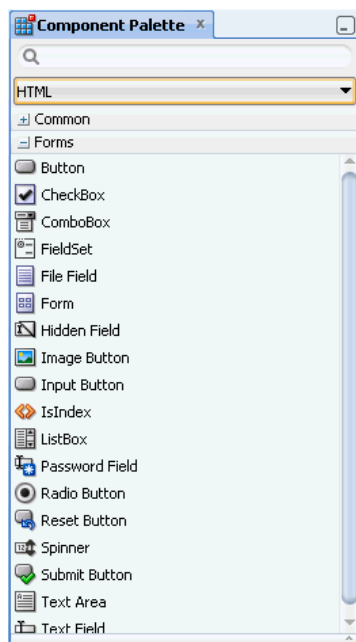 Component Palette
HTML
Common
Forms
Button
CheckBox
ComboBox
FieldSet
File Field
Form
Hidden Field
Image Button
Input Button
IsIndex
ListBox
Password Field
Radio Button
Reset Button
Spinner
Submit Button
Text Area
Text Field